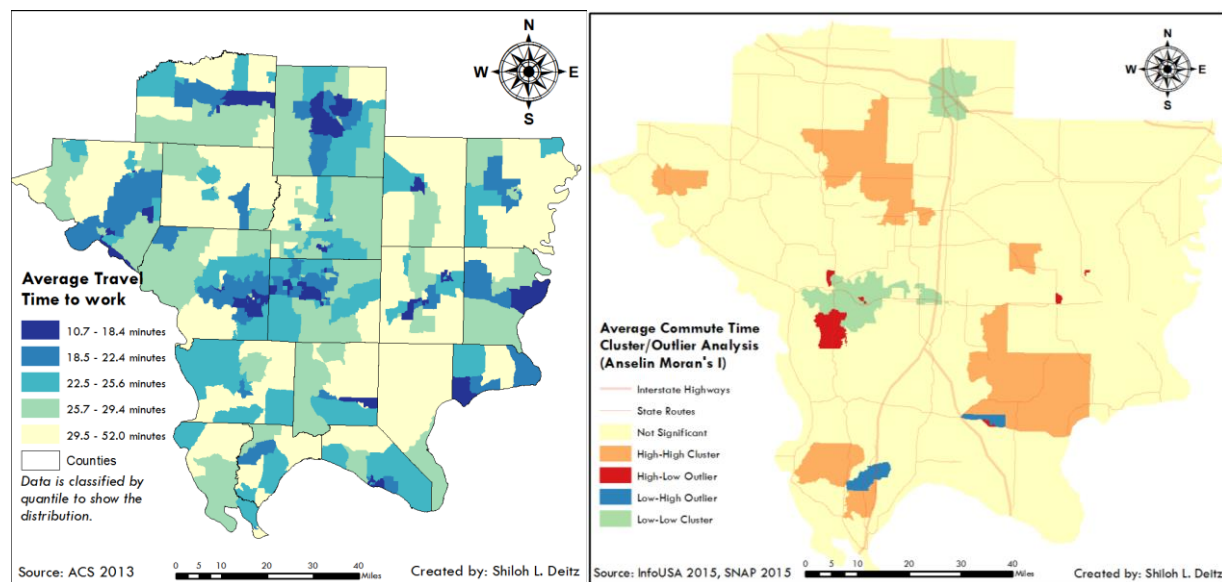 N
W
E
S
Average Travel
Time to work
10.7 - 18.4 minutes
18.5 - 22.4 minutes
22.5 - 25.6 minutes
25.7 - 29.4 minutes
29.5 - 52.0 minutes
Counties
Data is classified by
quantile to show the
distribution.
Source: ACS 2013
0 5 10 20 30 40
Miles
Created by: Shiloh L. Deitz
N
W
E
S
Average Commute Time
Cluster/Outlier Analysis
(Anselin Moran's I)
Interstate Highways
State Routes
Not Significant
High-High Cluster
High-Low Outlier
Low-High Outlier
Low-Low Cluster
Source: InfoUSA 2015, SNAP 2015
0 5 10 20 30 40
Miles
Created by: Shiloh L. Deitz